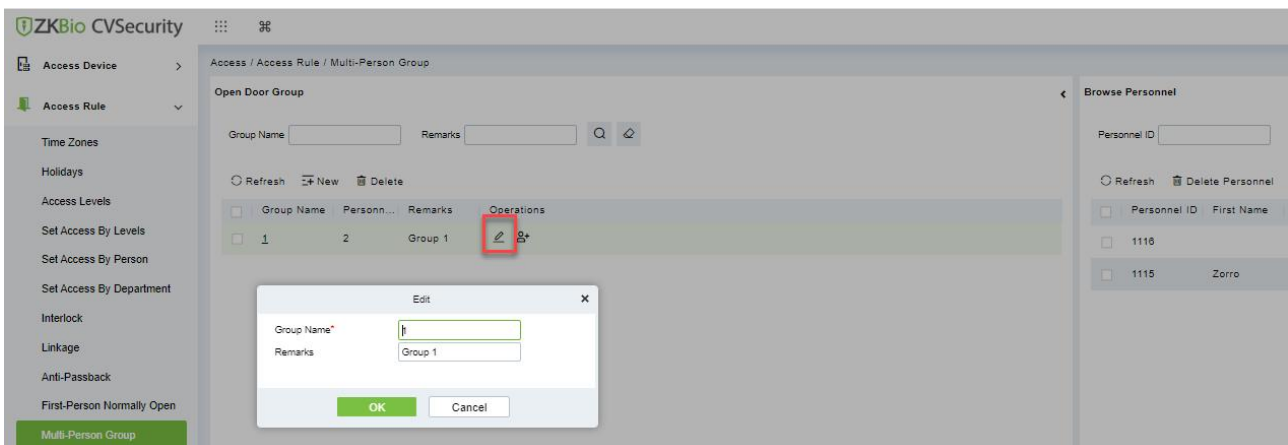 ZKBio CVSecurity
Access Device
Access Rule
Time Zones
Holidays
Access Levels
Set Access By Levels
Set Access By Person
Set Access By Department
Interlock
Linkage
Anti-Passback
First-Person Normally Open
Multi-Person Group
Access / Access Rule / Multi-Person Group
Open Door Group
Group Name Remarks
Refresh New Delete
Group Name Personn... Remarks Operations
1 2 Group 1
Edit
Group Name* 1
Remarks Group 1
OK Cancel
Browse Personnel
Personnel ID
Refresh Delete Personnel
Personnel ID First Name
1116
1115 Zorro